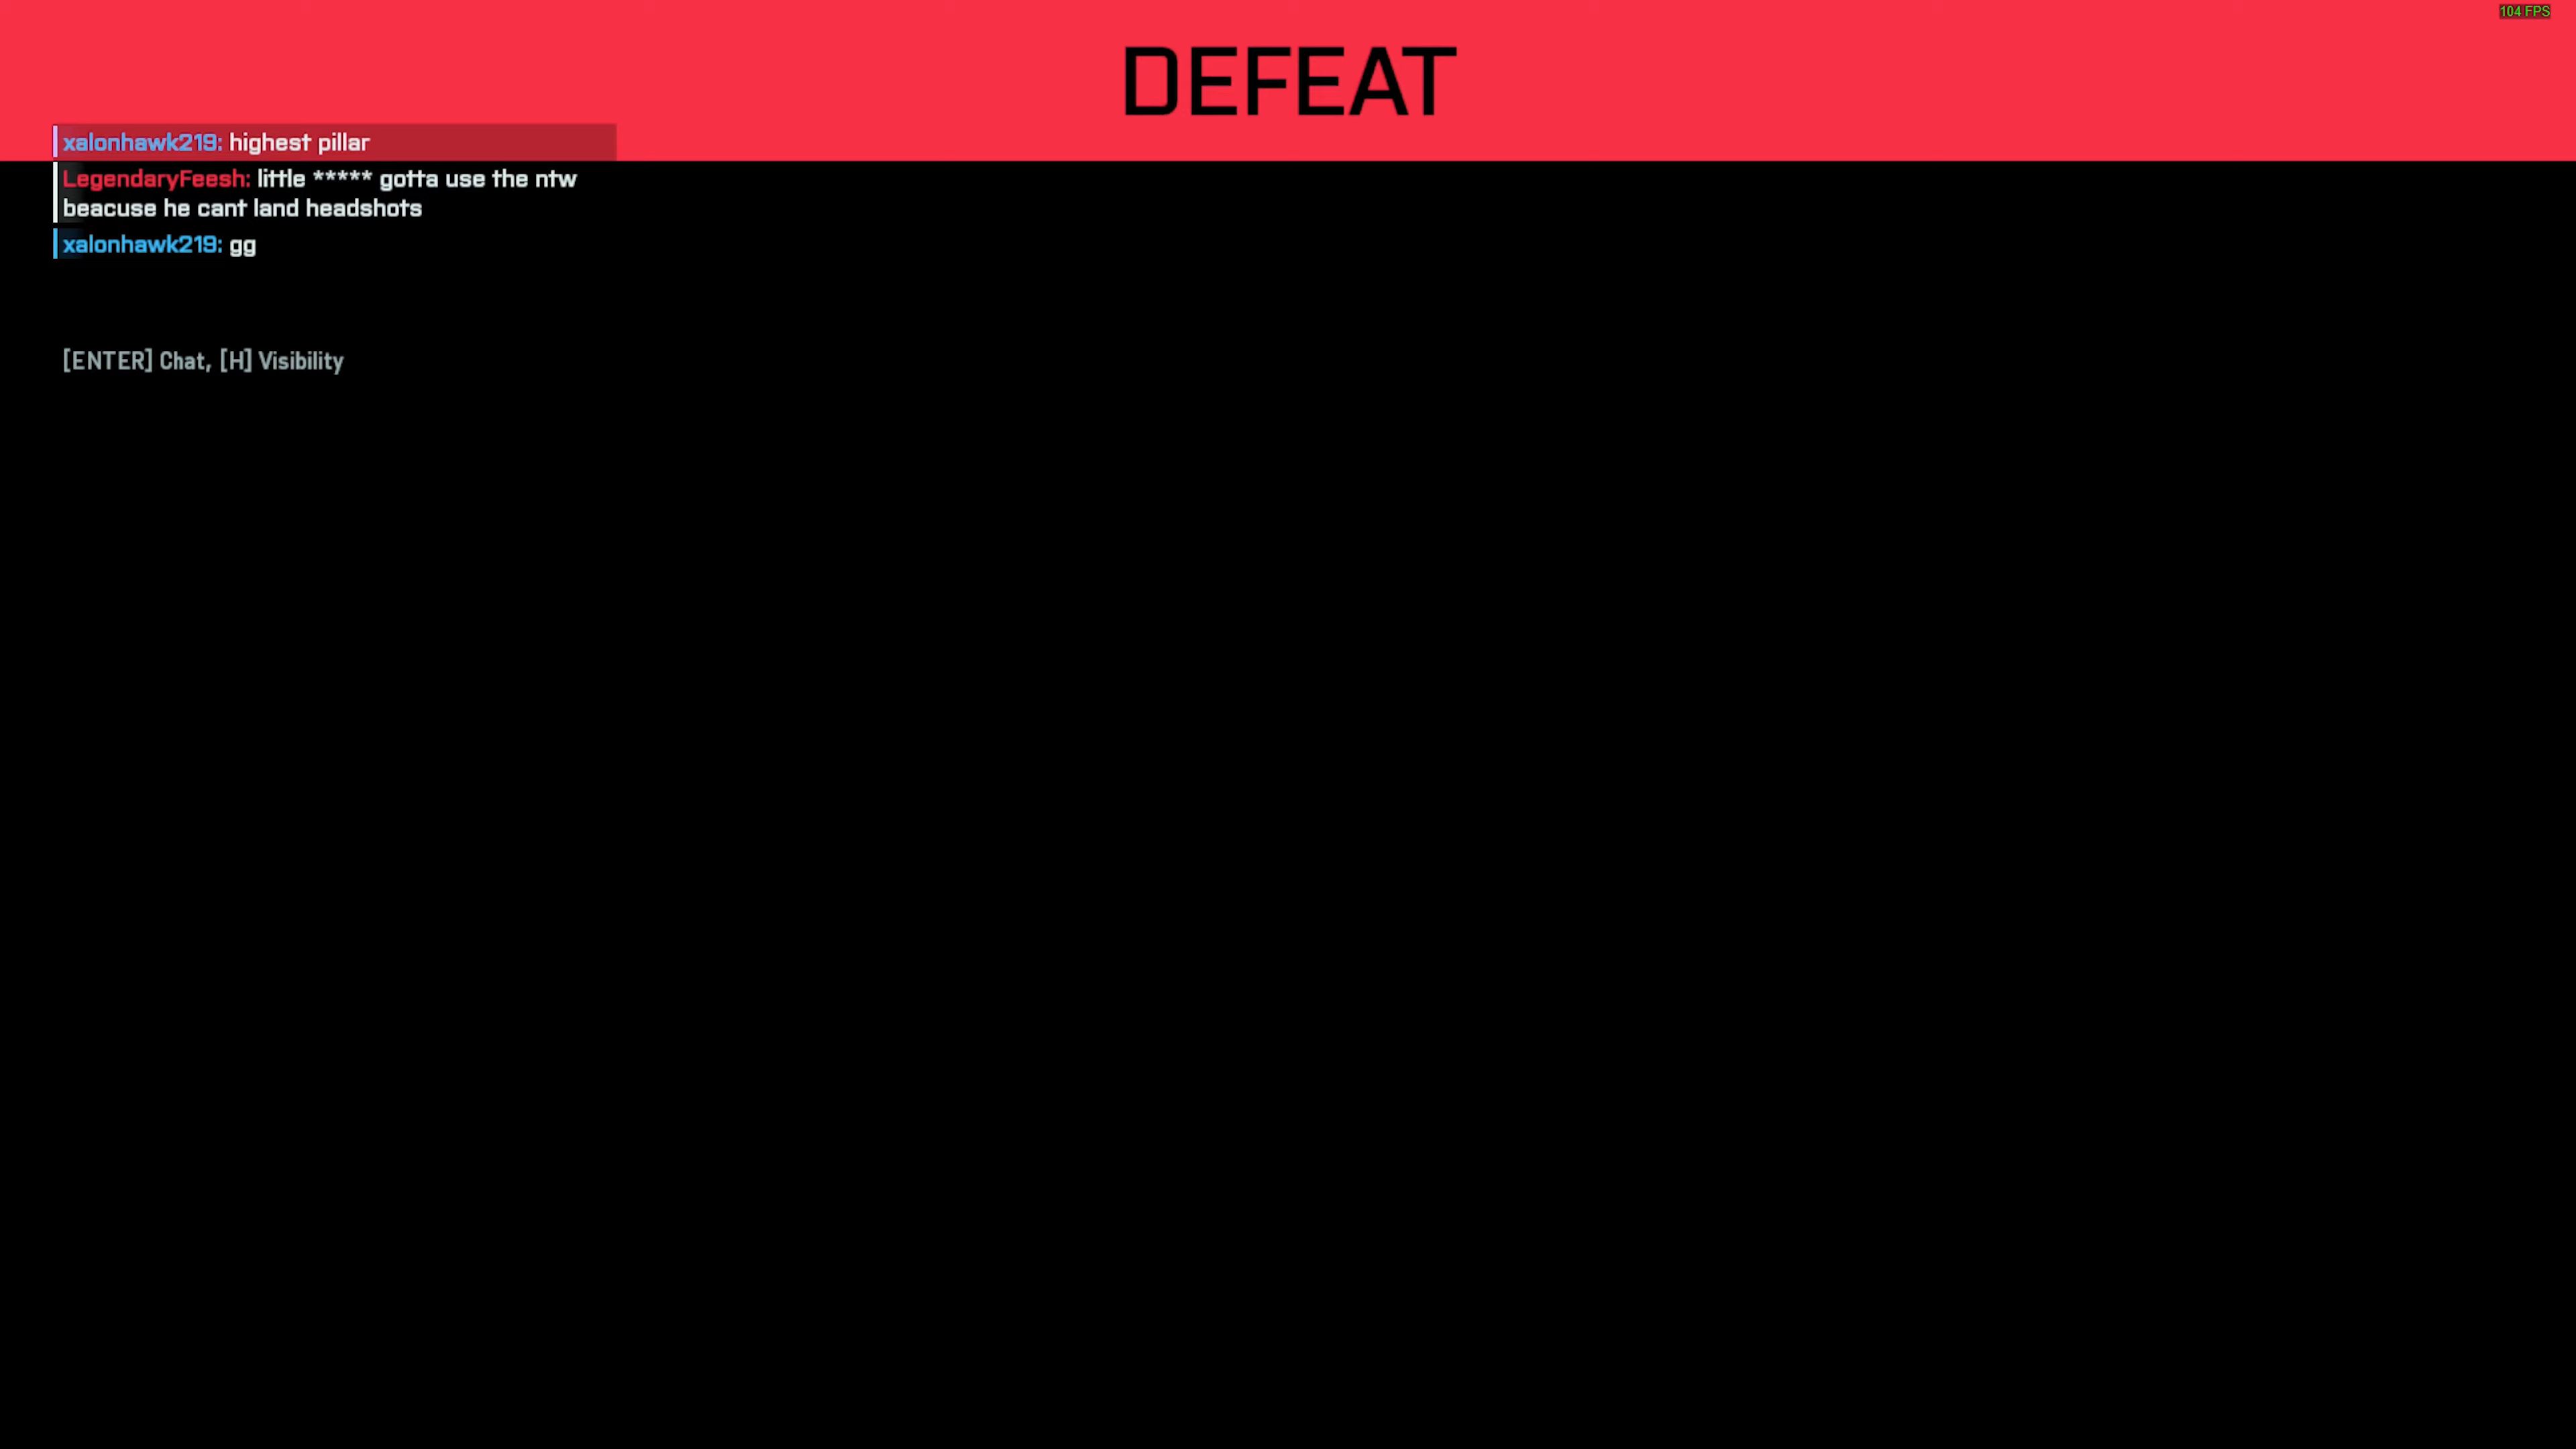 104 FPS
DEFEAT
xalonhawk219: highest pillar
LegendaryFeesh: little ***** gotta use the ntw
beacuse he cant land headshots
xalonhawk219: gg
[ENTER] Chat, [H] Visibility